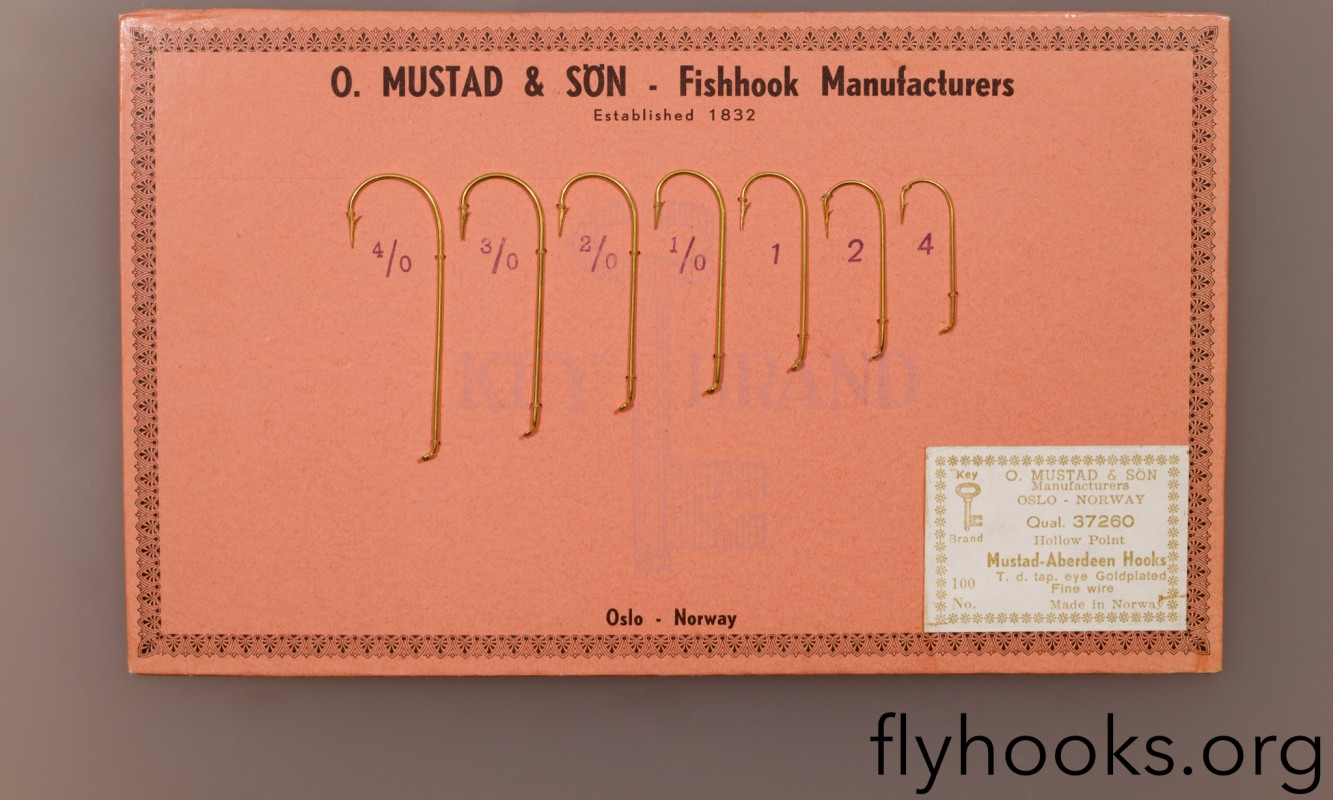 O. MUSTAD & SÖN - Fishhook Manufacturers
Established 1832
4/0 3/0 2/0 1/0 1 2 4
KEY BRAND
Key
Brand
O. MUSTAD & SÖN
Manufacturers
OSLO - NORWAY
Qual. 37260
Hollow Point
Mustad-Aberdeen Hooks
T. d. tap. eye Goldplated
Fine wire
100
No.
Made in Norway
Oslo - Norway
flyhooks.org